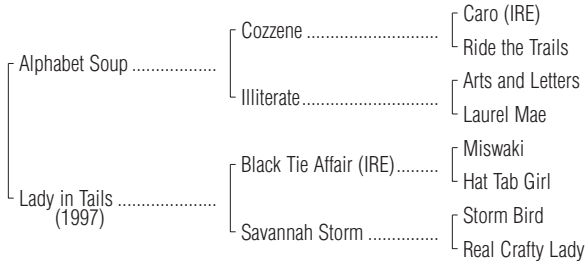 Caro (IRE)
Cozzene ....................................
Ride the Trails
Alphabet Soup ..................
Arts and Letters
Illiterate.....................................
Laurel Mae
Miswaki
Black Tie Affair (IRE).........
Hat Tab Girl
Lady in Tails .....................
(1997)
Storm Bird
Savannah Storm ...............
Real Crafty Lady